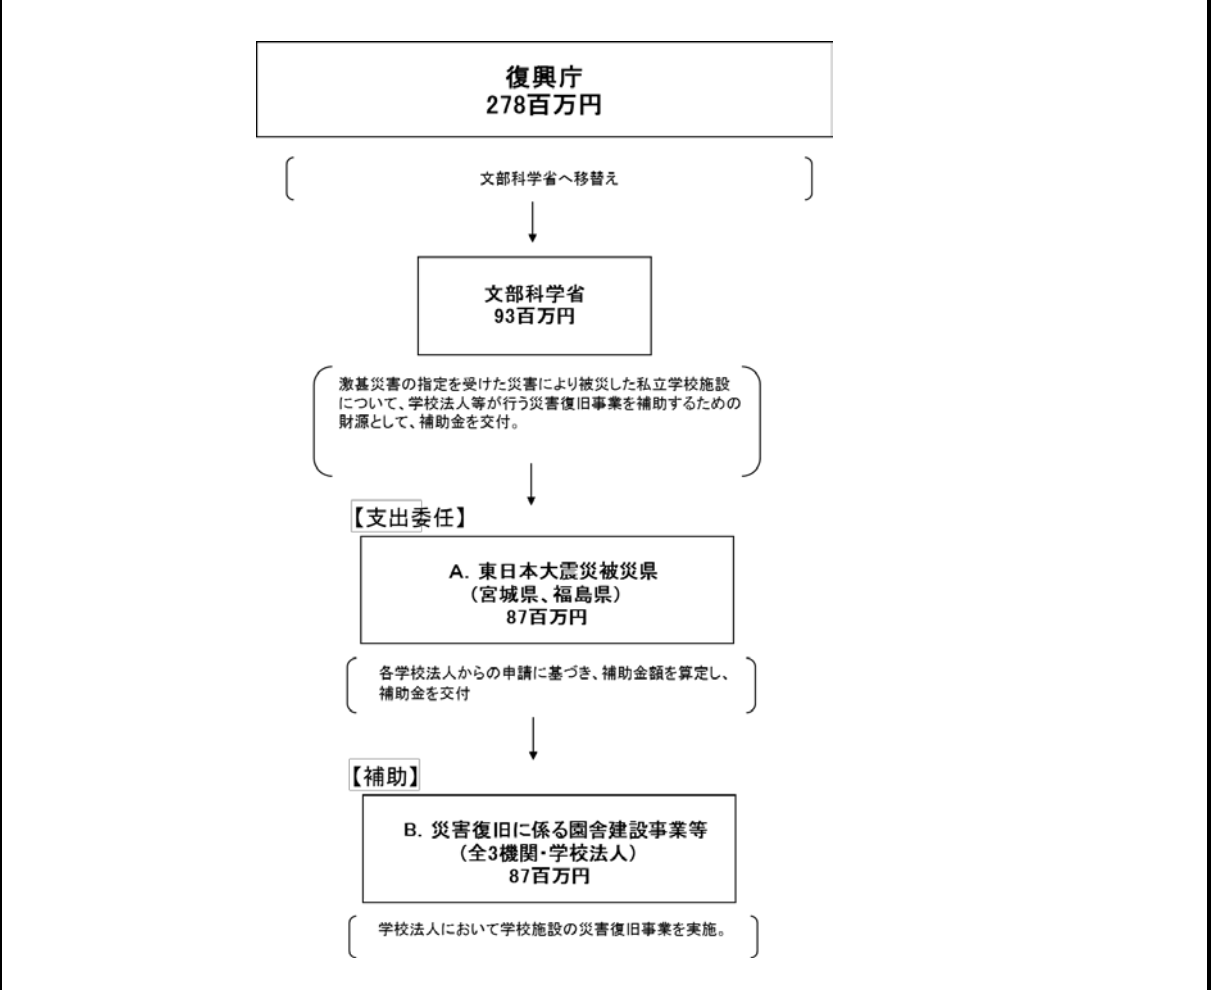 復興庁
278百万円
文部科学省へ移替え
文部科学省
93百万円
激甚災害の指定を受けた災害により被災した私立学校施設
について、学校法人等が行う災害復旧事業を補助するための
財源として、補助金を交付。
【支出委任】
A．東日本大震災被災県
（宮城県、福島県）
87百万円
各学校法人からの申請に基づき、補助金額を算定し、
補助金を交付
【補助】
B．災害復旧に係る園舎建設事業等
（全3機関・学校法人）
87百万円
学校法人において学校施設の災害復旧事業を実施。